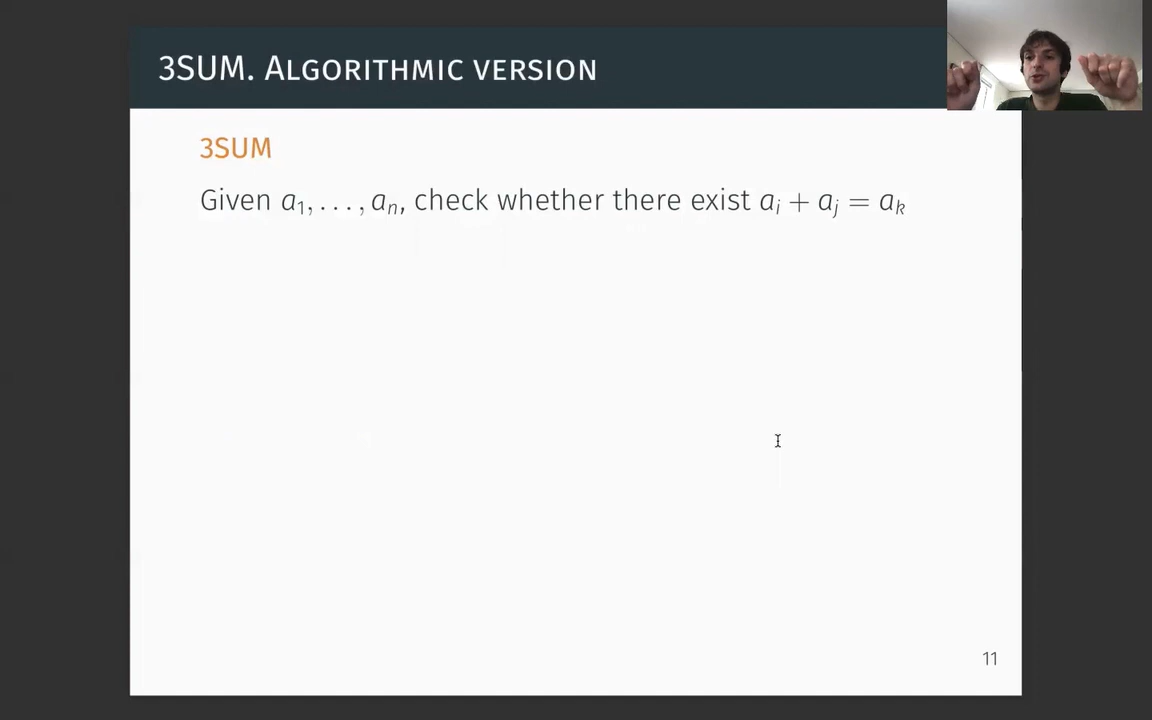 3SUM. ALGORITHMIC VERSION
3SUM
Given a₁, . . . , aₙ, check whether there exist aᵢ + aⱼ = aₖ
11